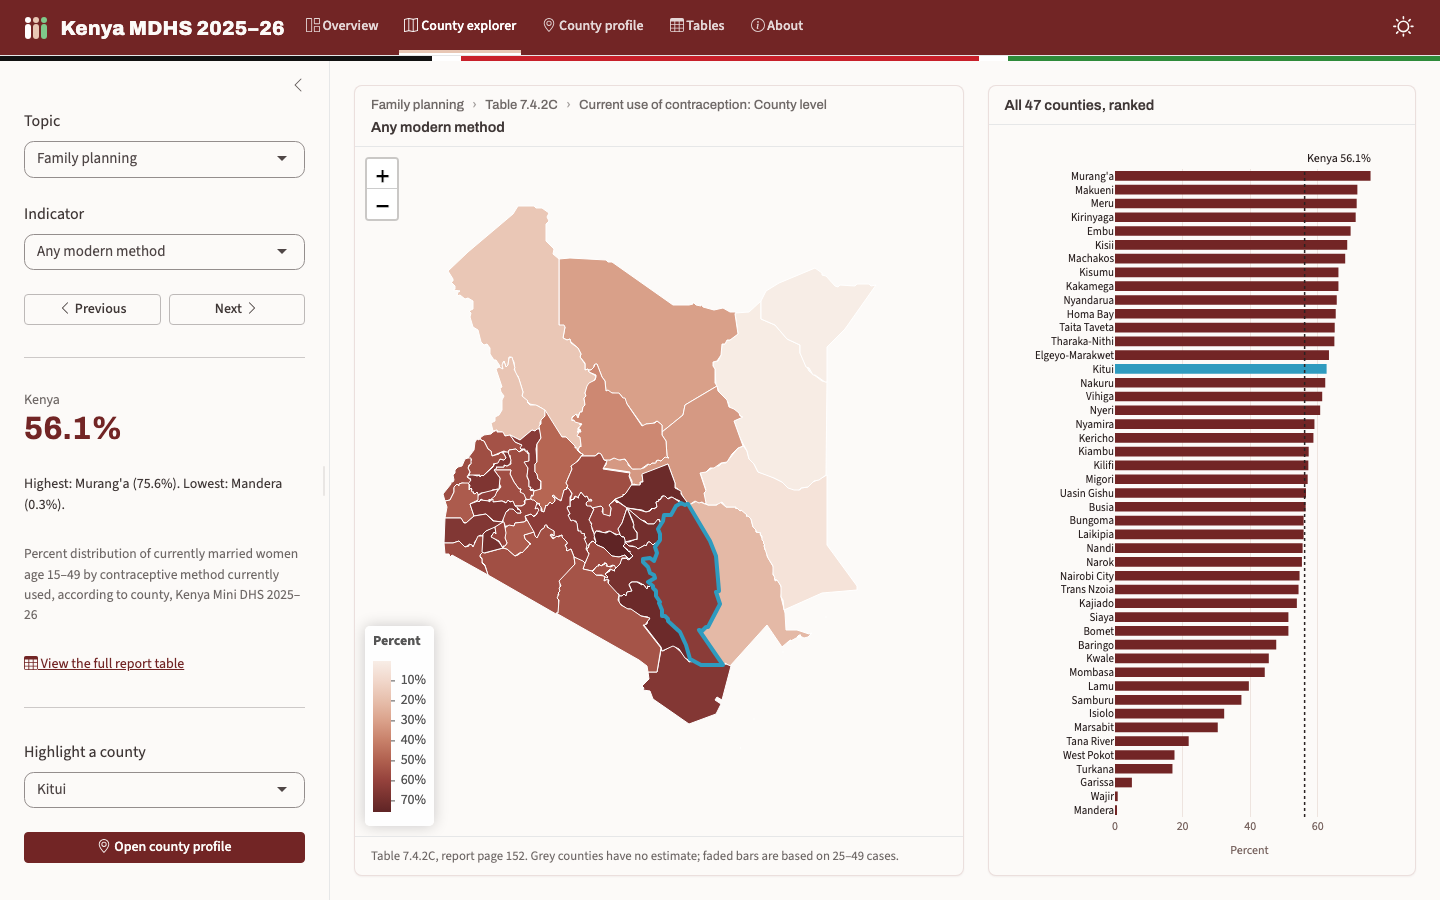 Kenya MDHS 2025–26
Overview
County explorer
County profile
Tables
About
Topic
Family planning
Indicator
Any modern method
Previous
Next
Kenya
56.1%
Highest: Murang'a (75.6%). Lowest: Mandera
(0.3%).
Percent distribution of currently married women
age 15–49 by contraceptive method currently
used, according to county, Kenya Mini DHS 2025–
26
View the full report table
Highlight a county
Kitui
Open county profile
Family planning › Table 7.4.2C › Current use of contraception: County level
Any modern method
+
−
Percent
10%
20%
30%
40%
50%
60%
70%
Table 7.4.2C, report page 152. Grey counties have no estimate; faded bars are based on 25–49 cases.
All 47 counties, ranked
Kenya 56.1%
Murang'a
Makueni
Meru
Kirinyaga
Embu
Kisii
Machakos
Kisumu
Kakamega
Nyandarua
Homa Bay
Taita Taveta
Tharaka-Nithi
Elgeyo-Marakwet
Kitui
Nakuru
Vihiga
Nyeri
Nyamira
Kericho
Kiambu
Kilifi
Migori
Uasin Gishu
Busia
Bungoma
Laikipia
Nandi
Narok
Nairobi City
Trans Nzoia
Kajiado
Siaya
Bomet
Baringo
Kwale
Mombasa
Lamu
Samburu
Isiolo
Marsabit
Tana River
West Pokot
Turkana
Garissa
Wajir
Mandera
0 20 40 60
Percent